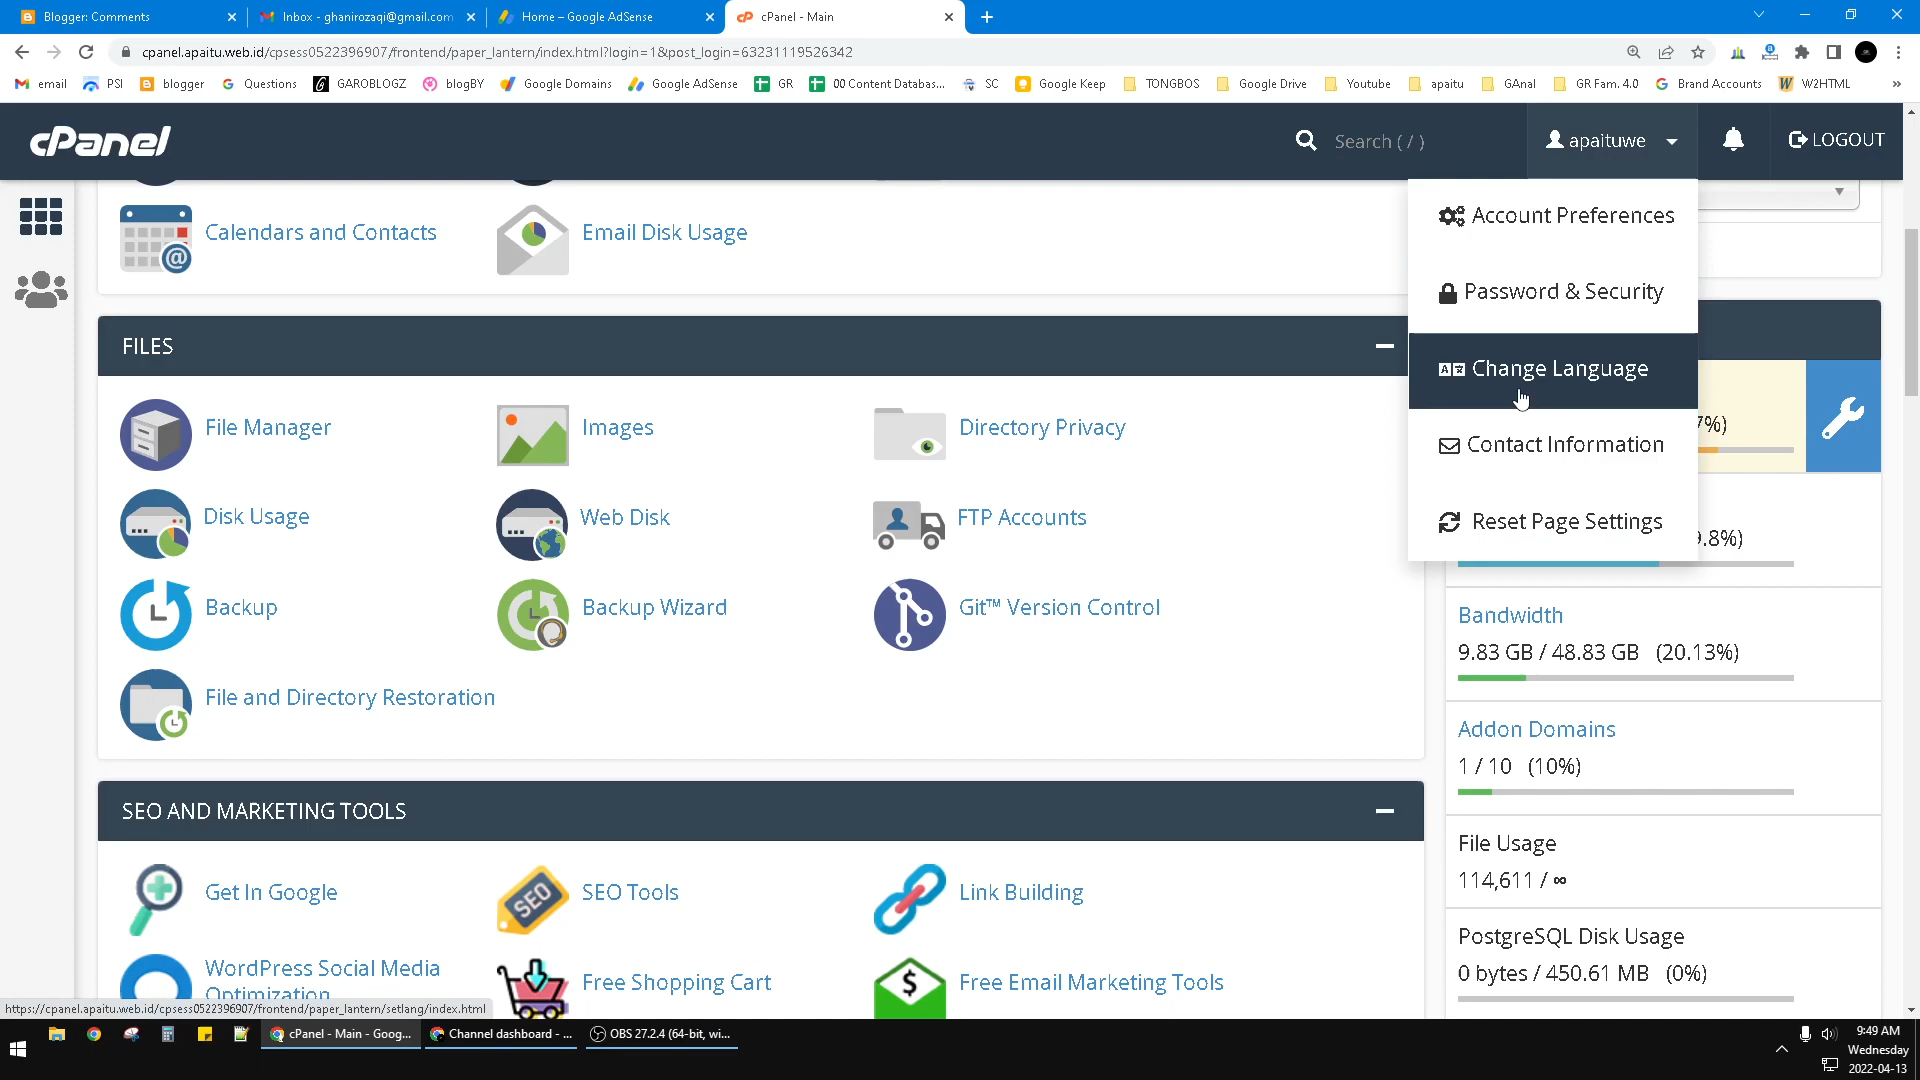 Blogger: Comments
Inbox - ghanirozaqi@gmail.com
Home – Google AdSense
cPanel - Main
cpanel.apaitu.web.id/cpsess0522396907/frontend/paper_lantern/index.html?login=1&post_login=63231119526342
email
PSI
blogger
Questions
GAROBLOGZ
blogBY
Google Domains
Google AdSense
GR
00 Content Databas...
SC
Google Keep
TONGBOS
Google Drive
Youtube
apaitu
GAnal
GR Fam. 4.0
Brand Accounts
W2HTML
»
cPanel
Search ( / )
apaituwe
LOGOUT
Account Preferences
Password & Security
Change Language
Contact Information
Reset Page Settings
Calendars and Contacts
Email Disk Usage
FILES
File Manager
Images
Directory Privacy
Disk Usage
Web Disk
FTP Accounts
Backup
Backup Wizard
Git™ Version Control
File and Directory Restoration
SEO AND MARKETING TOOLS
Get In Google
SEO Tools
SEO
Link Building
WordPress Social Media
Optimization
Free Shopping Cart
Free Email Marketing Tools
7%)
9.8%)
Bandwidth
9.83 GB / 48.83 GB (20.13%)
Addon Domains
1 / 10 (10%)
File Usage
114,611 / ∞
PostgreSQL Disk Usage
0 bytes / 450.61 MB (0%)
https://cpanel.apaitu.web.id/cpsess0522396907/frontend/paper_lantern/setlang/index.html
cPanel - Main - Goog...
Channel dashboard - ...
OBS 27.2.4 (64-bit, wi...
9:49 AM
Wednesday
2022-04-13